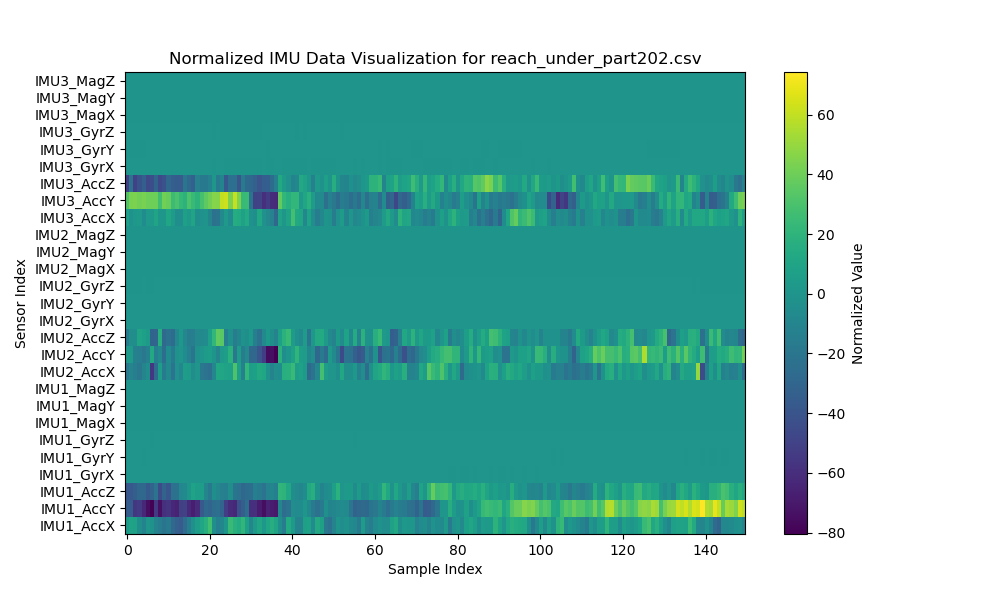 Normalized IMU Data Visualization for reach_under_part202.csv
Sensor Index
IMU3_MagZ
IMU3_MagY
IMU3_MagX
IMU3_GyrZ
IMU3_GyrY
IMU3_GyrX
IMU3_AccZ
IMU3_AccY
IMU3_AccX
IMU2_MagZ
IMU2_MagY
IMU2_MagX
IMU2_GyrZ
IMU2_GyrY
IMU2_GyrX
IMU2_AccZ
IMU2_AccY
IMU2_AccX
IMU1_MagZ
IMU1_MagY
IMU1_MagX
IMU1_GyrZ
IMU1_GyrY
IMU1_GyrX
IMU1_AccZ
IMU1_AccY
IMU1_AccX
0 20 40 60 80 100 120 140
Sample Index
60
40
20
0
−20
−40
−60
−80
Normalized Value